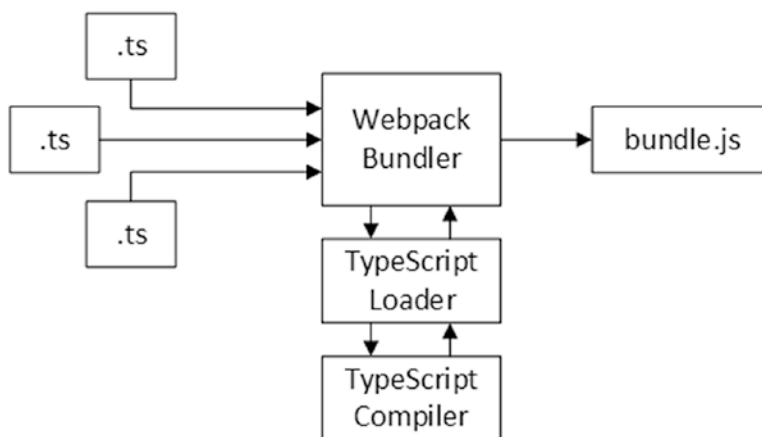 .ts
.ts
.ts
Webpack
Bundler
bundle.js
TypeScript
Loader
TypeScript
Compiler